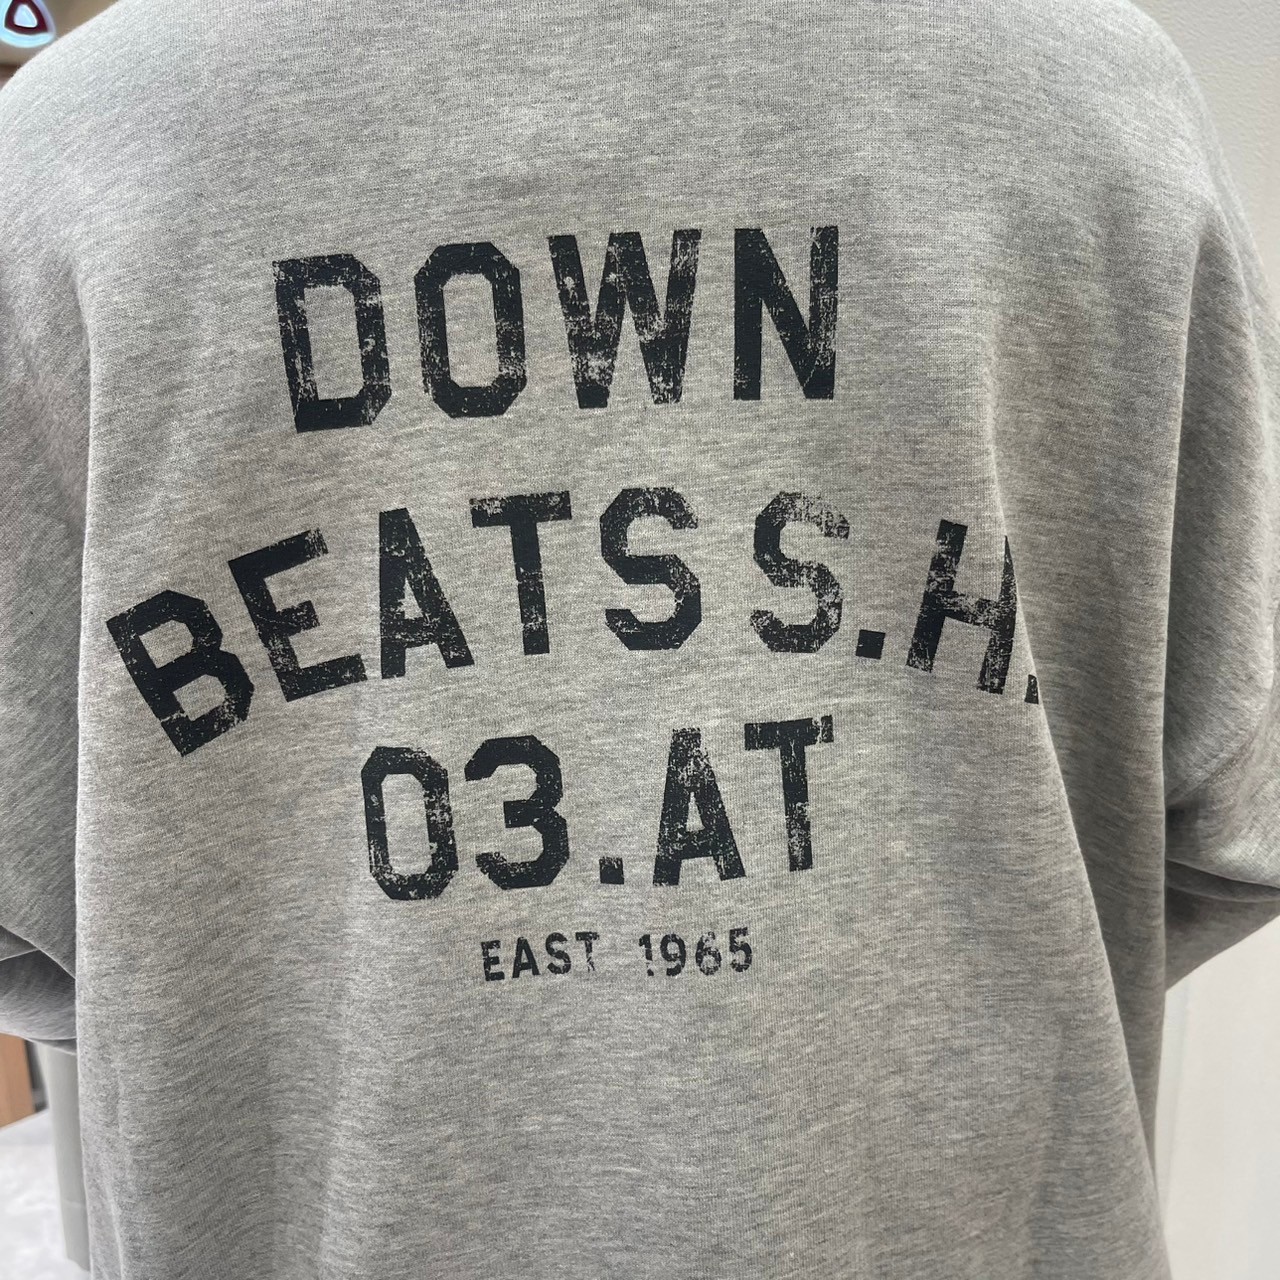 DOWN
BEATS S.H.
03.AT
EAST 1965